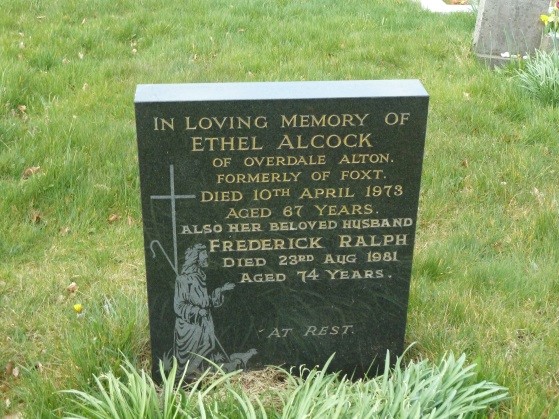 IN LOVING MEMORY OF
ETHEL ALCOCK
OF OVERDALE ALTON.
FORMERLY OF FOXT.
DIED 10TH APRIL 1973
AGED 67 YEARS.
ALSO HER BELOVED HUSBAND
FREDERICK RALPH
DIED 23RD AUG 1981
AGED 74 YEARS.
AT REST.